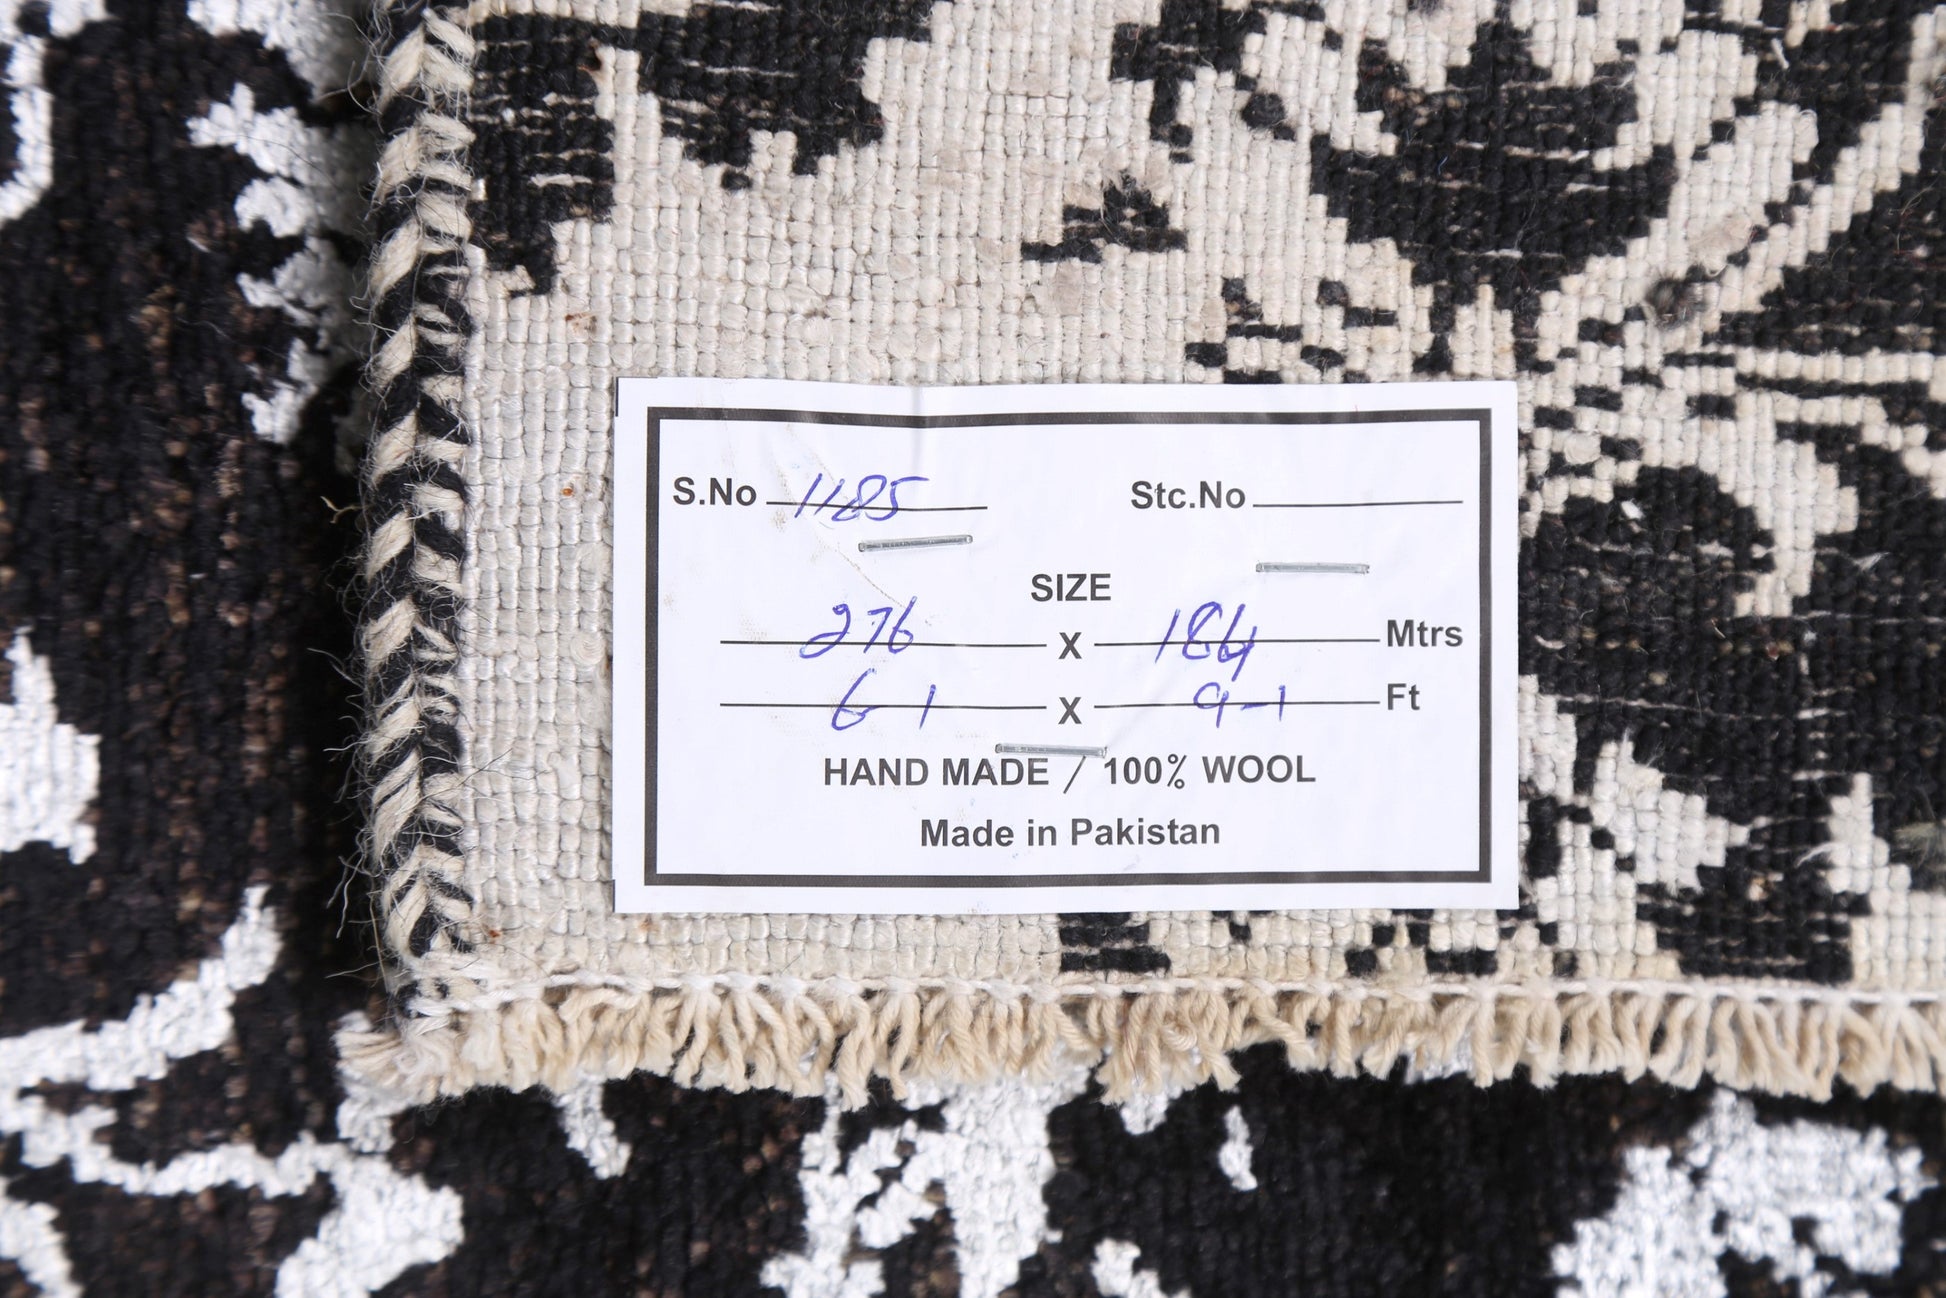 S.No 1185 Stc.No
SIZE
276 X 184 Mtrs
6-1 X 9-1 Ft
HAND MADE / 100% WOOL
Made in Pakistan